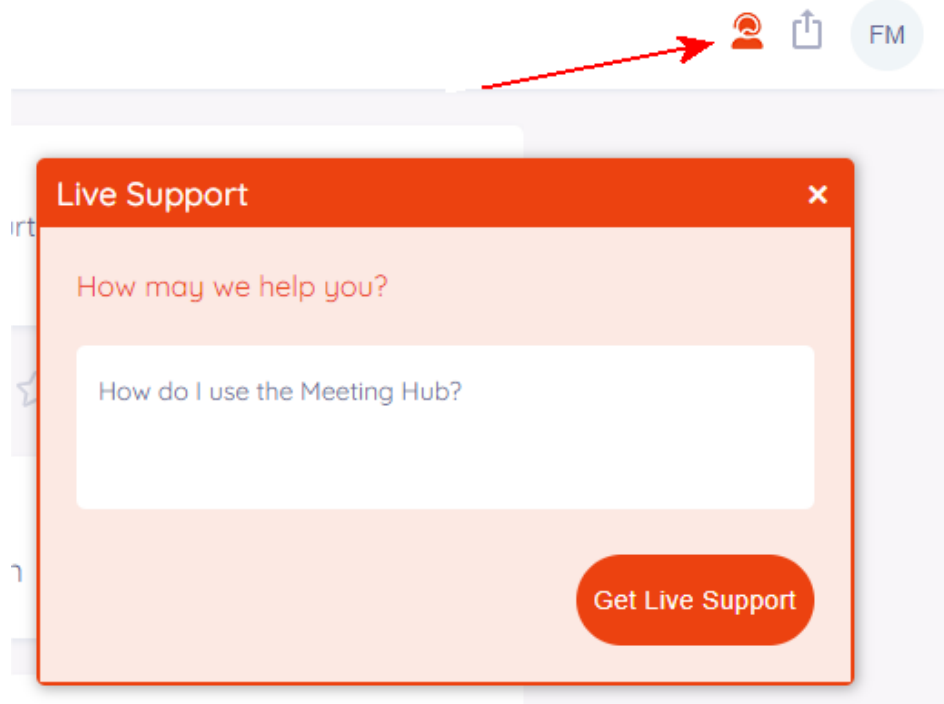 FM
Live Support
How may we help you?
How do I use the Meeting Hub?
Get Live Support